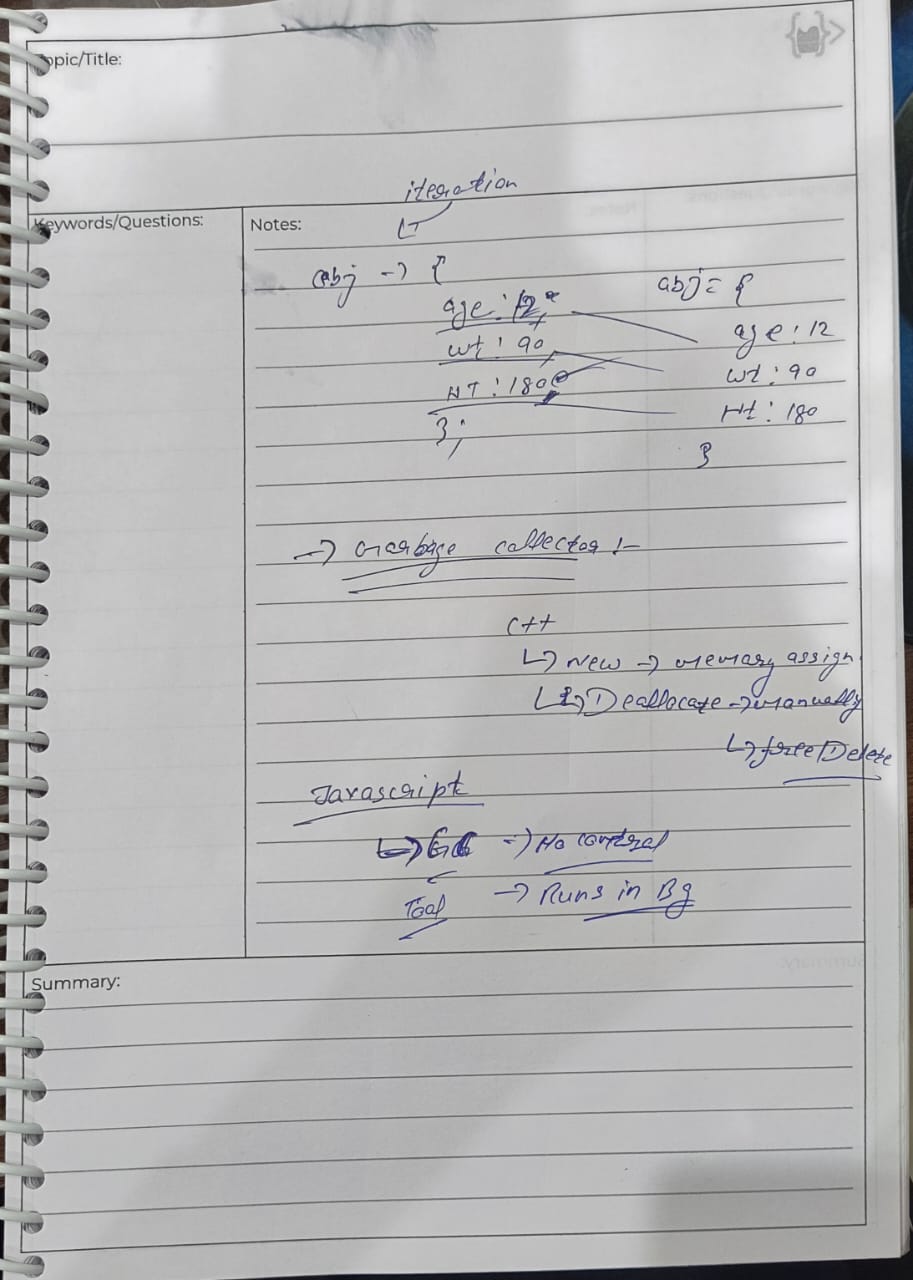 Topic/Title:
iteration
Keywords/Questions:
Notes:
obj -> {
age : 12,
wt : 90,
HT : 180
};
obj = {
age : 12
wt : 90
Ht : 180
}
-> Garbage collector :-
C++
↳ New -> memory assign
↳ Deallocate -> manually
↳ free/Delete
Javascript
↳ GC -> No control
Tool -> Runs in Bg
Summary: